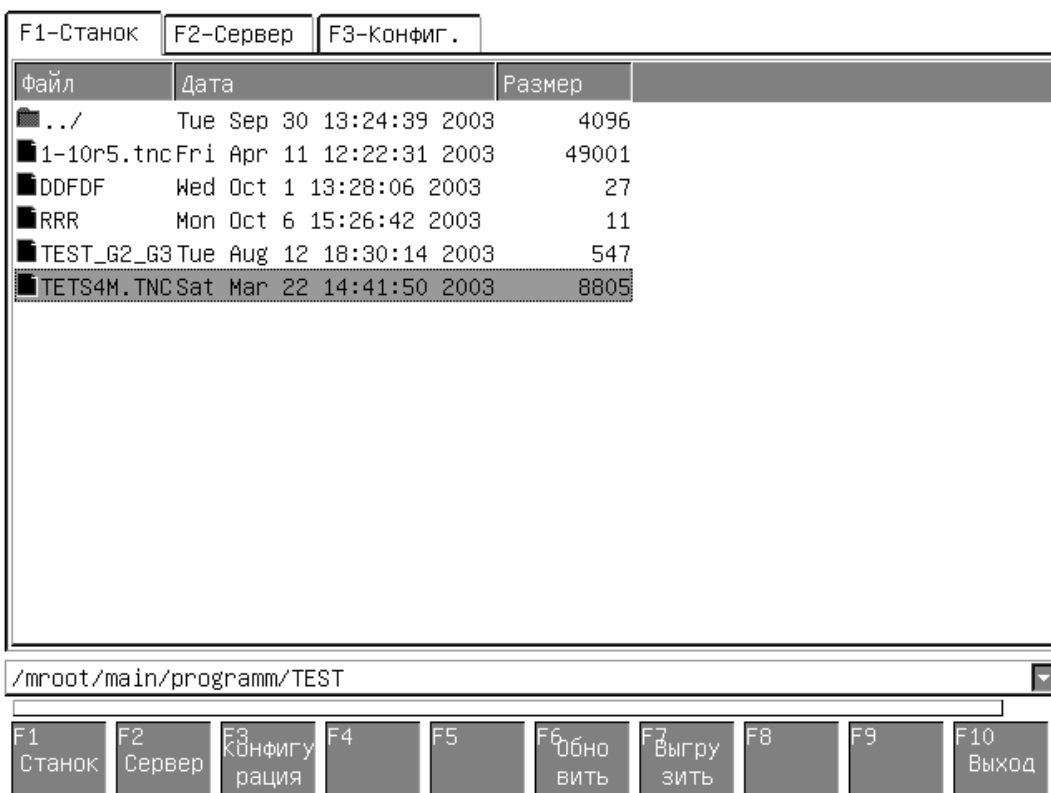 F1-Станок F2-Сервер F3-Конфиг.
Файл Дата Размер
../ Tue Sep 30 13:24:39 2003 4096
1-10r5.tnc Fri Apr 11 12:22:31 2003 49001
DDFDF Wed Oct 1 13:28:06 2003 27
RRR Mon Oct 6 15:26:42 2003 11
TEST_G2_G3 Tue Aug 12 18:30:14 2003 547
TETS4M.TNC Sat Mar 22 14:41:50 2003 8805
/mroot/main/programm/TEST
F1 F2 F3 F4 F5 F6 F7 F8 F9 F10
Станок Сервер Конфигу Обно Выгру Выход
рация вить зить